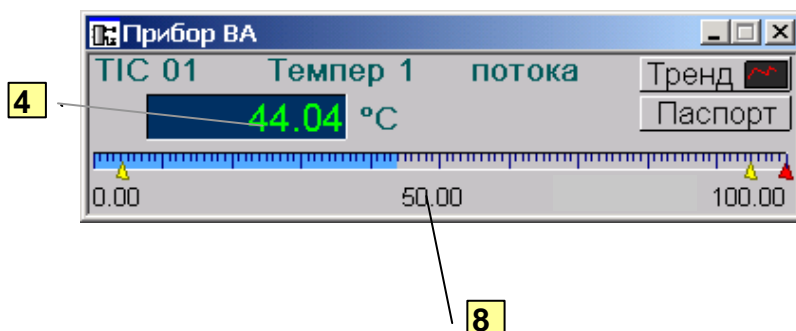 Прибор ВА
TIC 01 Темпер 1 потока Тренд
4
44.04 °C Паспорт
0.00 50.00 100.00
8